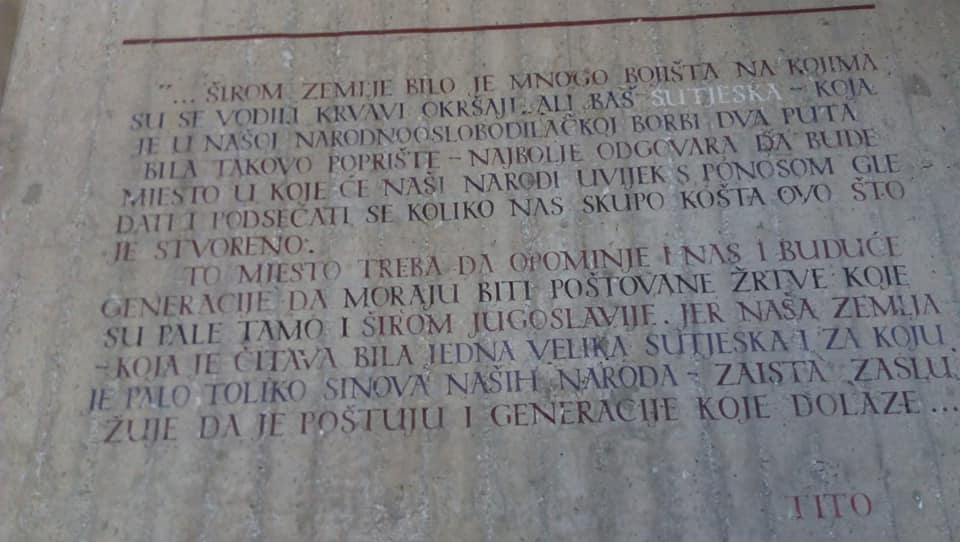 "... ŠIROM ZEMLJE BILO JE MNOGO BOJIŠTA NA KOJIMA
SU SE VODILI KRVAVI OKRŠAJI. ALI BAŠ SUTJESKA – KOJA
JE U NAŠOJ NARODNOOSLOBODILAČKOJ BORBI DVA PUTA
BILA TAKOVO POPRIŠTE – NAJBOLJE ODGOVARA DA BUDE
MJESTO U KOJE ĆE NAŠI NARODI UVIJEK S PONOSOM GLE –
DATI I PODSEĆATI SE KOLIKO NAS SKUPO KOŠTA OVO ŠTO
JE STVORENO.
TO MJESTO TREBA DA OPOMINJE I NAS I BUDUĆE
GENERACIJE DA MORAJU BITI POŠTOVANE ŽRTVE KOJE
SU PALE TAMO I ŠIROM JUGOSLAVIJE. JER NAŠA ZEMLJA
– KOJA JE ČITAVA BILA JEDNA VELIKA SUTJESKA I ZA KOJU
JE PALO TOLIKO SINOVA NAŠIH NARODA – ZAISTA ZASLU
ŽUJE DA JE POŠTUJU I GENERACIJE KOJE DOLAZE ...
TITO